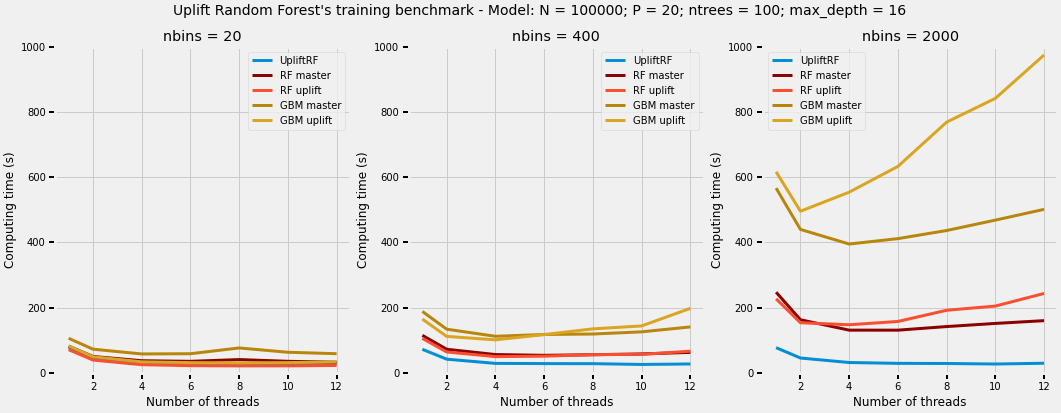 Uplift Random Forest's training benchmark - Model: N = 100000; P = 20; ntrees = 100; max_depth = 16
nbins = 20
1000
800
600
400
200
0
Computing time (s)
UpliftRF
RF master
RF uplift
GBM master
GBM uplift
2 4 6 8 10 12
Number of threads
nbins = 400
1000
800
600
400
200
0
Computing time (s)
UpliftRF
RF master
RF uplift
GBM master
GBM uplift
2 4 6 8 10 12
Number of threads
nbins = 2000
1000
800
600
400
200
0
Computing time (s)
UpliftRF
RF master
RF uplift
GBM master
GBM uplift
2 4 6 8 10 12
Number of threads